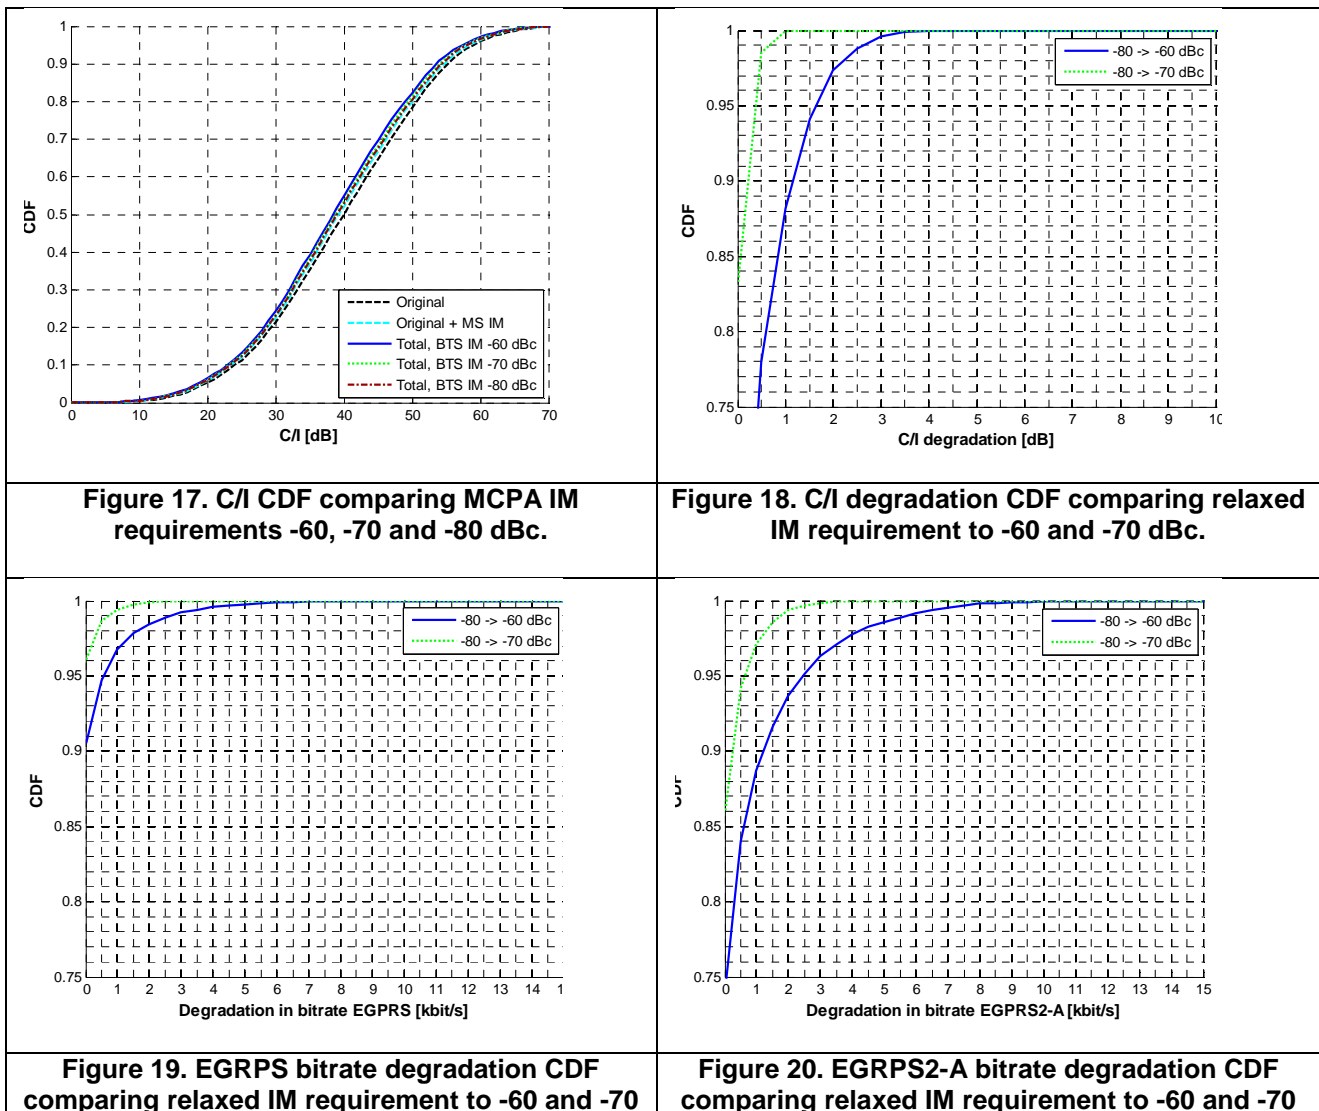 1
0.9
0.8
0.7
0.6
0.5
0.4
0.3
0.2
0.1
0
CDF
0 10 20 30 40 50 60 70
C/I [dB]
Original
Original + MS IM
Total, BTS IM -60 dBc
Total, BTS IM -70 dBc
Total, BTS IM -80 dBc
Figure 17. C/I CDF comparing MCPA IM
requirements -60, -70 and -80 dBc.
1
0.95
0.9
0.85
0.8
0.75
CDF
0 1 2 3 4 5 6 7 8 9 10
C/I degradation [dB]
-80 -> -60 dBc
-80 -> -70 dBc
Figure 18. C/I degradation CDF comparing relaxed
IM requirement to -60 and -70 dBc.
1
0.95
0.9
0.85
0.8
0.75
CDF
0 1 2 3 4 5 6 7 8 9 10 11 12 13 14 1
Degradation in bitrate EGPRS [kbit/s]
-80 -> -60 dBc
-80 -> -70 dBc
Figure 19. EGRPS bitrate degradation CDF
comparing relaxed IM requirement to -60 and -70
1
0.95
0.9
0.85
0.8
0.75
CDF
0 1 2 3 4 5 6 7 8 9 10 11 12 13 14 15
Degradation in bitrate EGPRS2-A [kbit/s]
-80 -> -60 dBc
-80 -> -70 dBc
Figure 20. EGRPS2-A bitrate degradation CDF
comparing relaxed IM requirement to -60 and -70